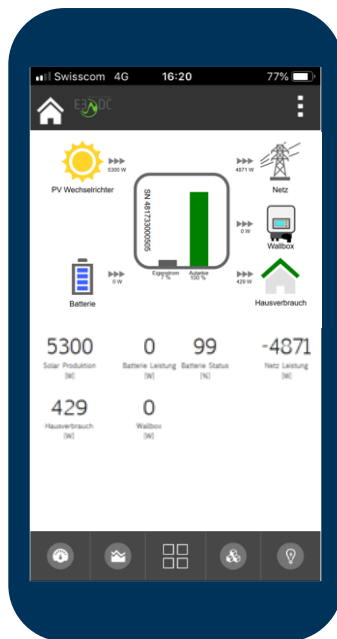 Swisscom 4G 16:20 77%
E3/DC
5300 W
4871 W
PV Wechselrichter
Netz
SN 481733000505
0 W
Wallbox
Eigenstrom
7 %
Autarkie
100 %
0 W
429 W
Batterie
Hausverbrauch
5300 0 99 -4871
Solar Produktion Batterie Leistung Batterie Status Netz Leistung
[W] [W] [%] [W]
429 0
Hausverbrauch Wallbox
[W] [W]